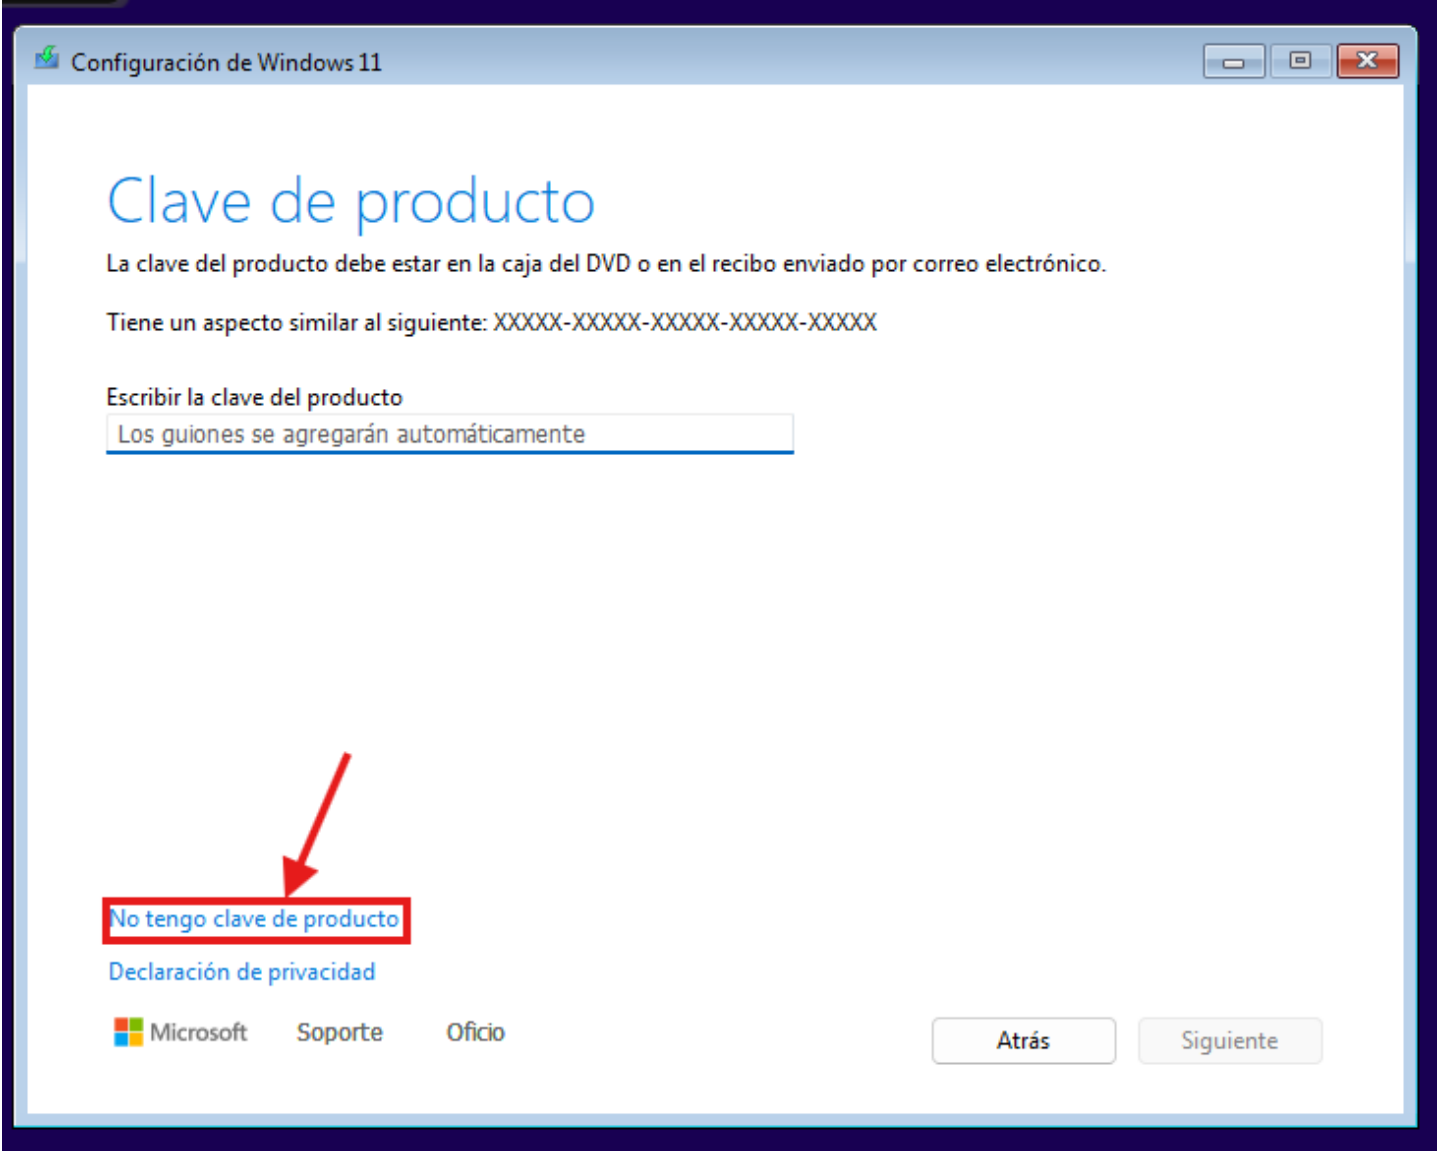 Configuración de Windows 11
Clave de producto
La clave del producto debe estar en la caja del DVD o en el recibo enviado por correo electrónico.
Tiene un aspecto similar al siguiente: XXXXX-XXXXX-XXXXX-XXXXX-XXXXX
Escribir la clave del producto
Los guiones se agregarán automáticamente
No tengo clave de producto
Declaración de privacidad
Microsoft Soporte Oficio Atrás Siguiente